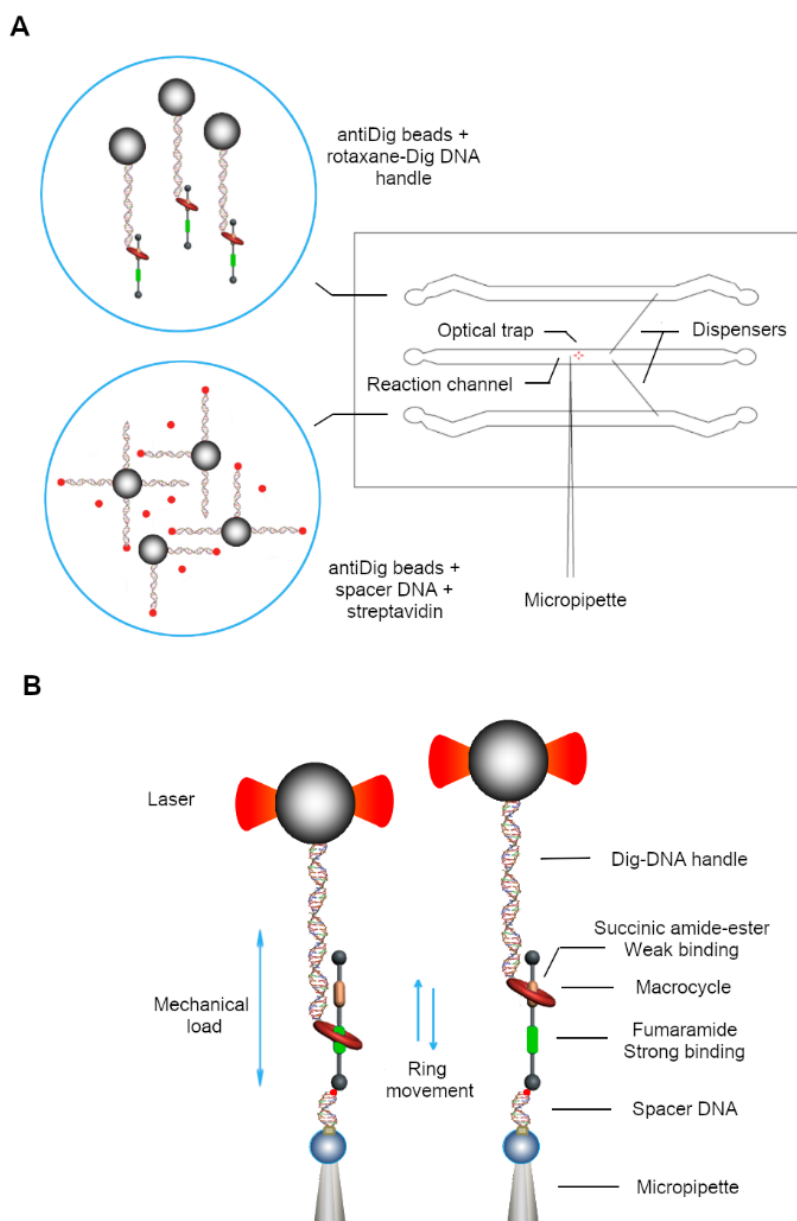 A
antiDig beads +
rotaxane-Dig DNA
handle
Optical trap
Dispensers
Reaction channel
antiDig beads +
spacer DNA +
streptavidin
Micropipette
B
Laser
Dig-DNA handle
Succinic amide-ester
Weak binding
Mechanical
load
Macrocycle
Fumaramide
Strong binding
Ring
movement
Spacer DNA
Micropipette